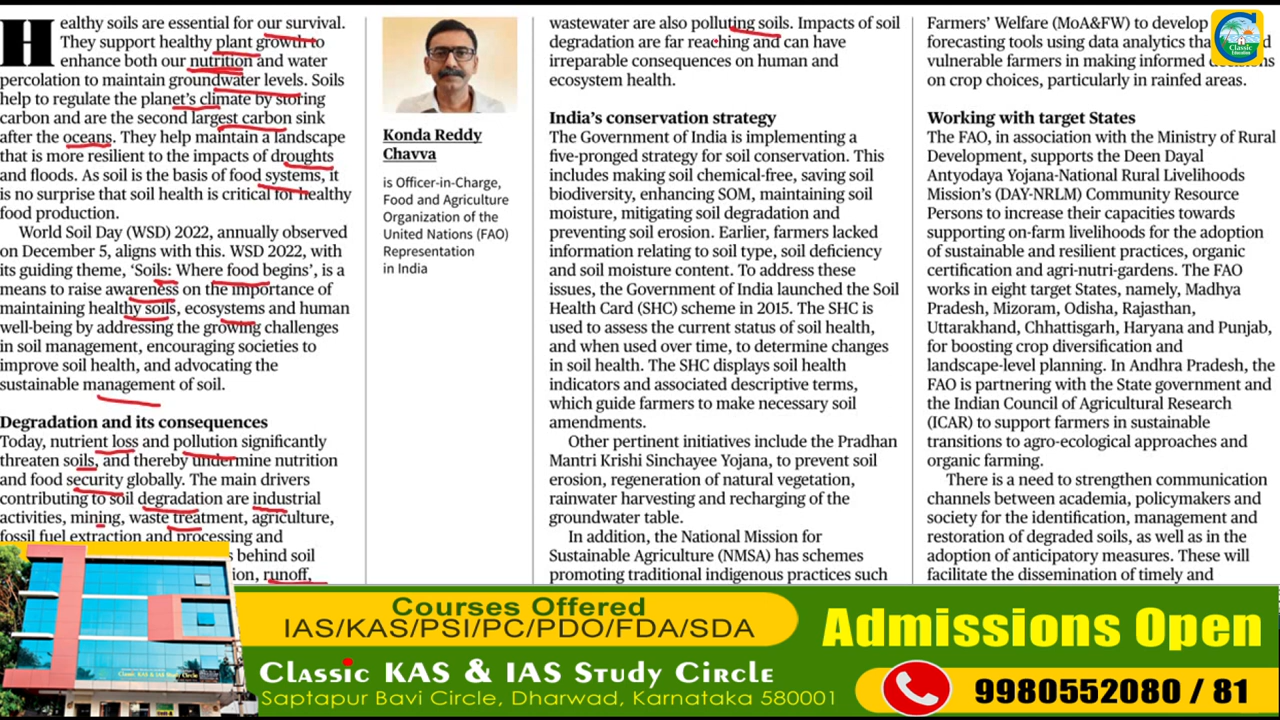 Healthy soils are essential for our survival.
They support healthy plant growth to
enhance both our nutrition and water
percolation to maintain groundwater levels. Soils
help to regulate the planet's climate by storing
carbon and are the second largest carbon sink
after the oceans. They help maintain a landscape
that is more resilient to the impacts of droughts
and floods. As soil is the basis of food systems, it
is no surprise that soil health is critical for healthy
food production.
World Soil Day (WSD) 2022, annually observed
on December 5, aligns with this. WSD 2022, with
its guiding theme, 'Soils: Where food begins', is a
means to raise awareness on the importance of
maintaining healthy soils, ecosystems and human
well-being by addressing the growing challenges
in soil management, encouraging societies to
improve soil health, and advocating the
sustainable management of soil.
Degradation and its consequences
Today, nutrient loss and pollution significantly
threaten soils, and thereby undermine nutrition
and food security globally. The main drivers
contributing to soil degradation are industrial
activities, mining, waste treatment, agriculture,
fossil fuel extraction and processing and
behind soil
runoff,
Konda Reddy
Chavva
is Officer-in-Charge,
Food and Agriculture
Organization of the
United Nations (FAO)
Representation
in India
wastewater are also polluting soils. Impacts of soil
degradation are far reaching and can have
irreparable consequences on human and
ecosystem health.
India's conservation strategy
The Government of India is implementing a
five-pronged strategy for soil conservation. This
includes making soil chemical-free, saving soil
biodiversity, enhancing SOM, maintaining soil
moisture, mitigating soil degradation and
preventing soil erosion. Earlier, farmers lacked
information relating to soil type, soil deficiency
and soil moisture content. To address these
issues, the Government of India launched the Soil
Health Card (SHC) scheme in 2015. The SHC is
used to assess the current status of soil health,
and when used over time, to determine changes
in soil health. The SHC displays soil health
indicators and associated descriptive terms,
which guide farmers to make necessary soil
amendments.
Other pertinent initiatives include the Pradhan
Mantri Krishi Sinchayee Yojana, to prevent soil
erosion, regeneration of natural vegetation,
rainwater harvesting and recharging of the
groundwater table.
In addition, the National Mission for
Sustainable Agriculture (NMSA) has schemes
promoting traditional indigenous practices such
Farmers' Welfare (MoA&FW) to develop
forecasting tools using data analytics that
vulnerable farmers in making informed
on crop choices, particularly in rainfed areas.
Working with target States
The FAO, in association with the Ministry of Rural
Development, supports the Deen Dayal
Antyodaya Yojana-National Rural Livelihoods
Mission's (DAY-NRLM) Community Resource
Persons to increase their capacities towards
supporting on-farm livelihoods for the adoption
of sustainable and resilient practices, organic
certification and agri-nutri-gardens. The FAO
works in eight target States, namely, Madhya
Pradesh, Mizoram, Odisha, Rajasthan,
Uttarakhand, Chhattisgarh, Haryana and Punjab,
for boosting crop diversification and
landscape-level planning. In Andhra Pradesh, the
FAO is partnering with the State government and
the Indian Council of Agricultural Research
(ICAR) to support farmers in sustainable
transitions to agro-ecological approaches and
organic farming.
There is a need to strengthen communication
channels between academia, policymakers and
society for the identification, management and
restoration of degraded soils, as well as in the
adoption of anticipatory measures. These will
facilitate the dissemination of timely and
Classic
Education
Classic KAS & IAS Study Circle
Courses Offered
IAS/KAS/PSI/PC/PDO/FDA/SDA
Classic KAS & IAS Study Circle
Saptapur Bavi Circle, Dharwad, Karnataka 580001
Admissions Open
9980552080 / 81